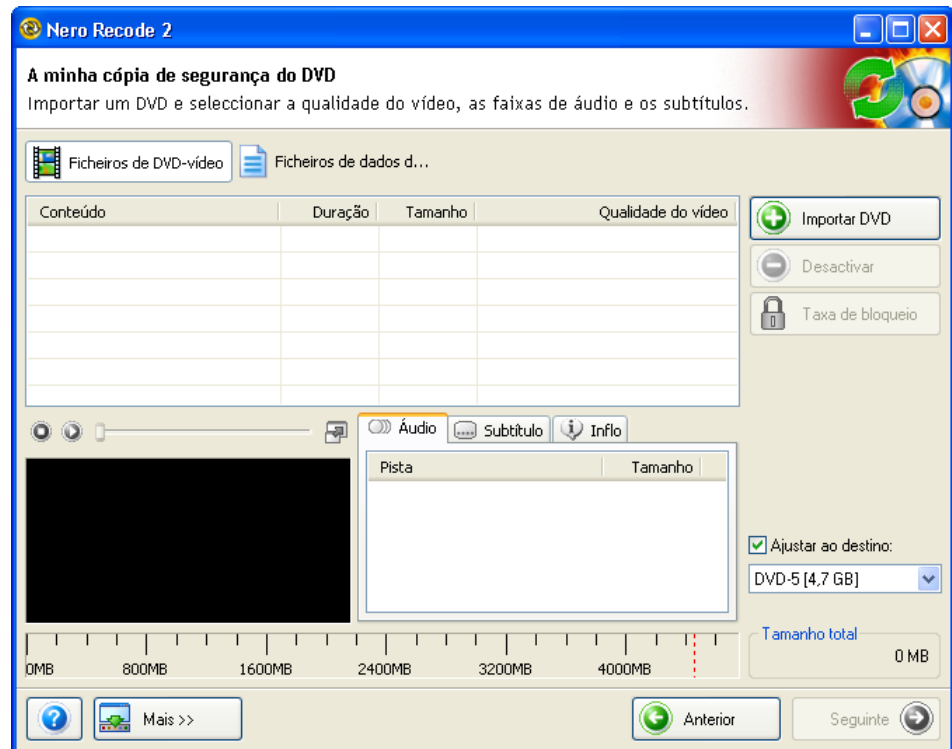 Nero Recode 2
A minha cópia de segurança do DVD
Importar um DVD e seleccionar a qualidade do vídeo, as faixas de áudio e os subtítulos.
Ficheiros de DVD-vídeo
Ficheiros de dados d...
Conteúdo Duração Tamanho Qualidade do vídeo
Importar DVD
Desactivar
Taxa de bloqueio
Áudio Subtítulo Inflo
Pista Tamanho
Ajustar ao destino:
DVD-5 [4,7 GB]
Tamanho total
0 MB
0MB 800MB 1600MB 2400MB 3200MB 4000MB
Mais >>
Anterior
Seguinte